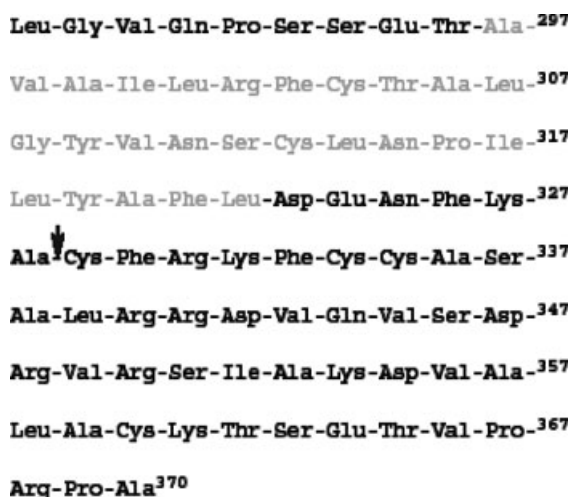 Leu-Gly-Val-Gln-Pro-Ser-Ser-Glu-Thr-Ala-297
Val-Ala-Ile-Leu-Arg-Phe-Cys-Thr-Ala-Leu-307
Gly-Tyr-Val-Asn-Ser-Cys-Leu-Asn-Pro-Ile-317
Leu-Tyr-Ala-Phe-Leu-Asp-Glu-Asn-Phe-Lys-327
Ala-Cys-Phe-Arg-Lys-Phe-Cys-Cys-Ala-Ser-337
Ala-Leu-Arg-Arg-Asp-Val-Gln-Val-Ser-Asp-347
Arg-Val-Arg-Ser-Ile-Ala-Lys-Asp-Val-Ala-357
Leu-Ala-Cys-Lys-Thr-Ser-Glu-Thr-Val-Pro-367
Arg-Pro-Ala370